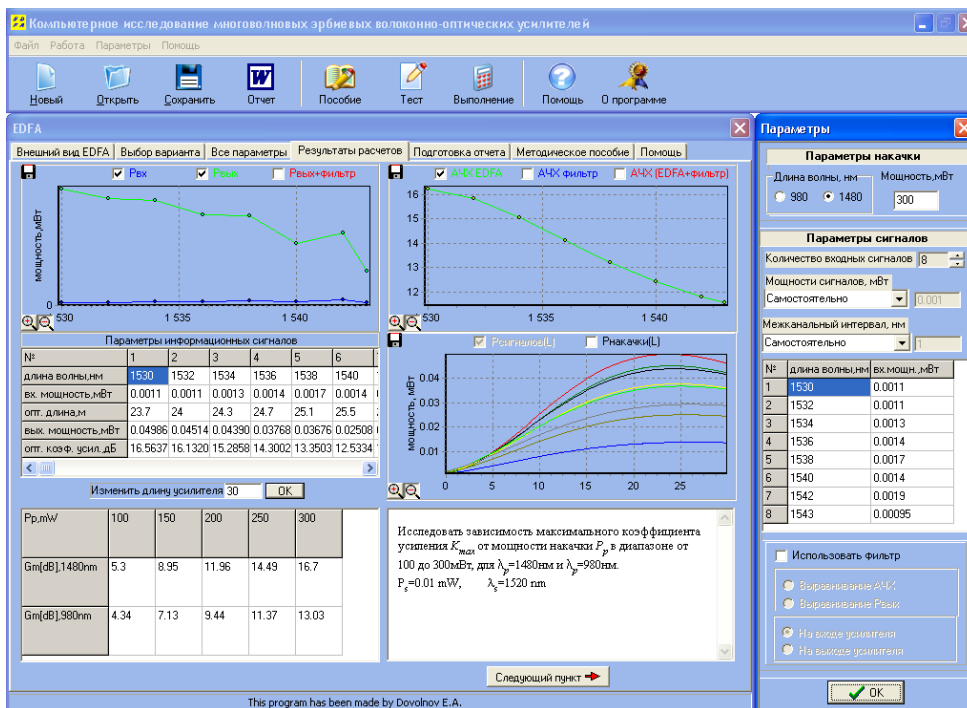 Компьютерное исследование многоволновых эрбиевых волоконно-оптических усилителей
Файл Работа Параметры Помощь
Новый Открыть Сохранить Отчет Пособие Тест Выполнение Помощь О программе
EDFA
Внешний вид EDFA Выбор варианта Все параметры Результаты расчетов Подготовка отчета Методическое пособие Помощь
Рвх Рвых Рвых+фильтр
мощность,мВт
0
530 1 535 1 540
АЧХ EDFA АЧХ фильтр АЧХ (EDFA+фильтр)
16
15
14
13
12
530 1 535 1 540
Параметры информационных сигналов
№ 1 2 3 4 5 6
длина волны,нм 1530 1532 1534 1536 1538 1540
вх. мощность,мВт 0.0011 0.0011 0.0013 0.0014 0.0017 0.0014
опт. длина,м 23.7 24 24.3 24.7 25.1 25.5
вых. мощность,мВт 0.04986 0.04514 0.04390 0.03768 0.03676 0.02508
опт. коэф. усил.,дБ 16.5637 16.1320 15.2858 14.3002 13.3503 12.5334
Изменить длину усилителя 30 OK
Рсигналов(L) Рнакачки(L)
мощность, мВт
0.04
0.03
0.02
0.01
0 5 10 15 20 25
Pp,mW 100 150 200 250 300
Gm[dB],1480nm 5.3 8.95 11.96 14.49 16.7
Gm[dB],980nm 4.34 7.13 9.44 11.37 13.03
Исследовать зависимость максимального коэффициента
усиления Kmax от мощности накачки Pp в диапазоне от
100 до 300мВт, для λp=1480нм и λp=980нм.
Ps=0.01 mW, λs=1520 nm
Следующий пункт
This program has been made by Dovolnov E.A.
Параметры
Параметры накачки
Длина волны, нм Мощность,мВт
980 1480 300
Параметры сигналов
Количество входных сигналов 8
Мощности сигналов, мВт
Самостоятельно 0.001
Межканальный интервал, нм
Самостоятельно 1
№ длина волны,нм вх.мощн.,мВт
1 1530 0.0011
2 1532 0.0011
3 1534 0.0013
4 1536 0.0014
5 1538 0.0017
6 1540 0.0014
7 1542 0.0019
8 1543 0.00095
Использовать фильтр
Выравнивание АЧХ
Выравнивание Рвых
На входе усилителя
На выходе усилителя
OK